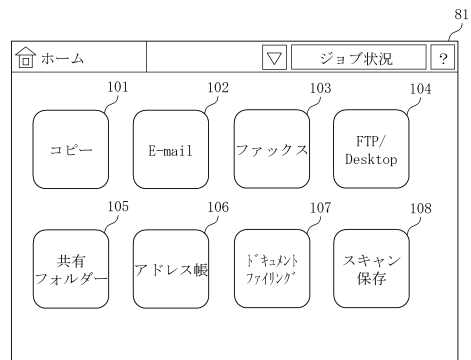 81
ホーム
▽
ジョブ状況
?
101
102
103
104
コピー
E-mail
ファックス
FTP/
Desktop
105
106
107
108
共有
フォルダー
アドレス帳
ドキュメント
ファイリング
スキャン
保存